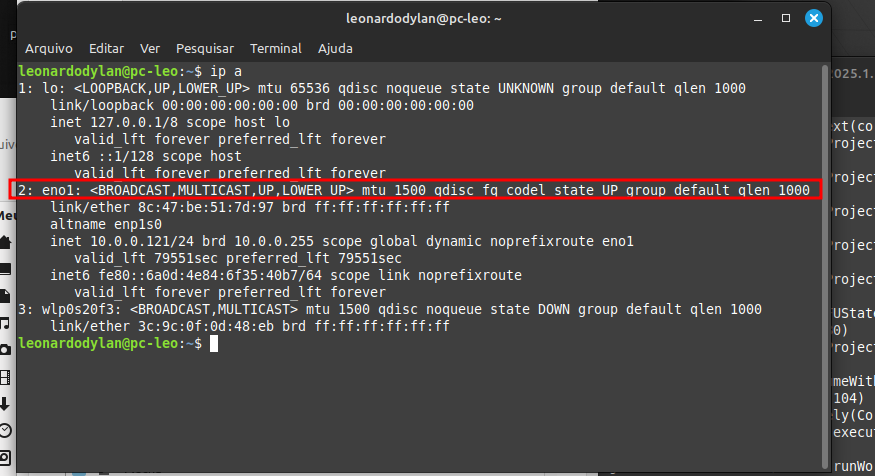 leonardodylan@pc-leo: ~
Arquivo Editar Ver Pesquisar Terminal Ajuda
leonardodylan@pc-leo:~$ ip a
1: lo: <LOOPBACK,UP,LOWER_UP> mtu 65536 qdisc noqueue state UNKNOWN group default qlen 1000
link/loopback 00:00:00:00:00:00 brd 00:00:00:00:00:00
inet 127.0.0.1/8 scope host lo
valid_lft forever preferred_lft forever
inet6 ::1/128 scope host
valid_lft forever preferred_lft forever
2: eno1: <BROADCAST,MULTICAST,UP,LOWER_UP> mtu 1500 qdisc fq_codel state UP group default qlen 1000
link/ether 8c:47:be:51:7d:97 brd ff:ff:ff:ff:ff:ff
altname enp1s0
inet 10.0.0.121/24 brd 10.0.0.255 scope global dynamic noprefixroute eno1
valid_lft 79551sec preferred_lft 79551sec
inet6 fe80::6a0d:4e84:6f35:40b7/64 scope link noprefixroute
valid_lft forever preferred_lft forever
3: wlp0s20f3: <BROADCAST,MULTICAST> mtu 1500 qdisc noqueue state DOWN group default qlen 1000
link/ether 3c:9c:0f:0d:48:eb brd ff:ff:ff:ff:ff:ff
leonardodylan@pc-leo:~$
2025.1.
ext(co
Project
Project
Project
Project
Project
FUState
0)
Project
meWith
104)
ly(Co
execut
runWo